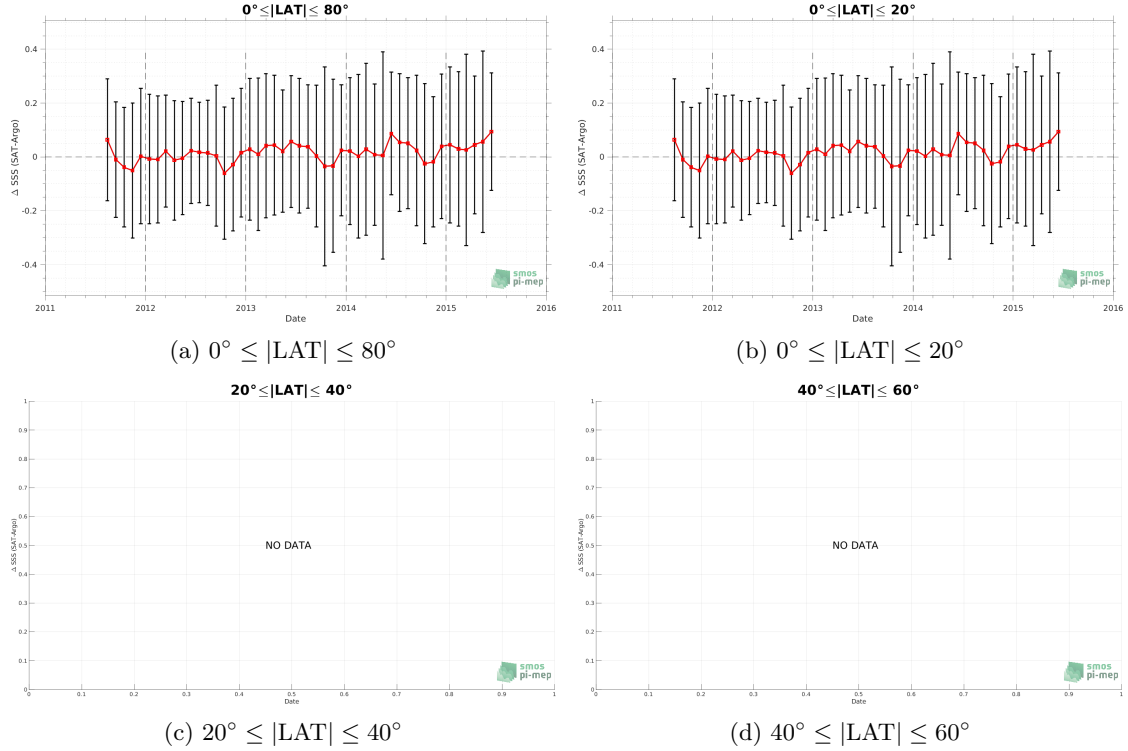 0°≤|LAT|≤ 80°
0.4
0.2
0
-0.2
-0.4
Δ SSS (SAT-Argo)
2011
2012
2013
2014
2015
2016
Date
smos
pi-mep
(a) 0° ≤ |LAT| ≤ 80°
0°≤|LAT|≤ 20°
0.4
0.2
0
-0.2
-0.4
Δ SSS (SAT-Argo)
2011
2012
2013
2014
2015
2016
Date
smos
pi-mep
(b) 0° ≤ |LAT| ≤ 20°
20°≤|LAT|≤ 40°
1
0.9
0.8
0.7
0.6
0.5
0.4
0.3
0.2
0.1
0
Δ SSS (SAT-Argo)
NO DATA
0
0.1
0.2
0.3
0.4
0.5
0.6
0.7
0.8
0.9
1
Date
smos
pi-mep
(c) 20° ≤ |LAT| ≤ 40°
40°≤|LAT|≤ 60°
1
0.9
0.8
0.7
0.6
0.5
0.4
0.3
0.2
0.1
0
Δ SSS (SAT-Argo)
NO DATA
0
0.1
0.2
0.3
0.4
0.5
0.6
0.7
0.8
0.9
1
Date
smos
pi-mep
(d) 40° ≤ |LAT| ≤ 60°